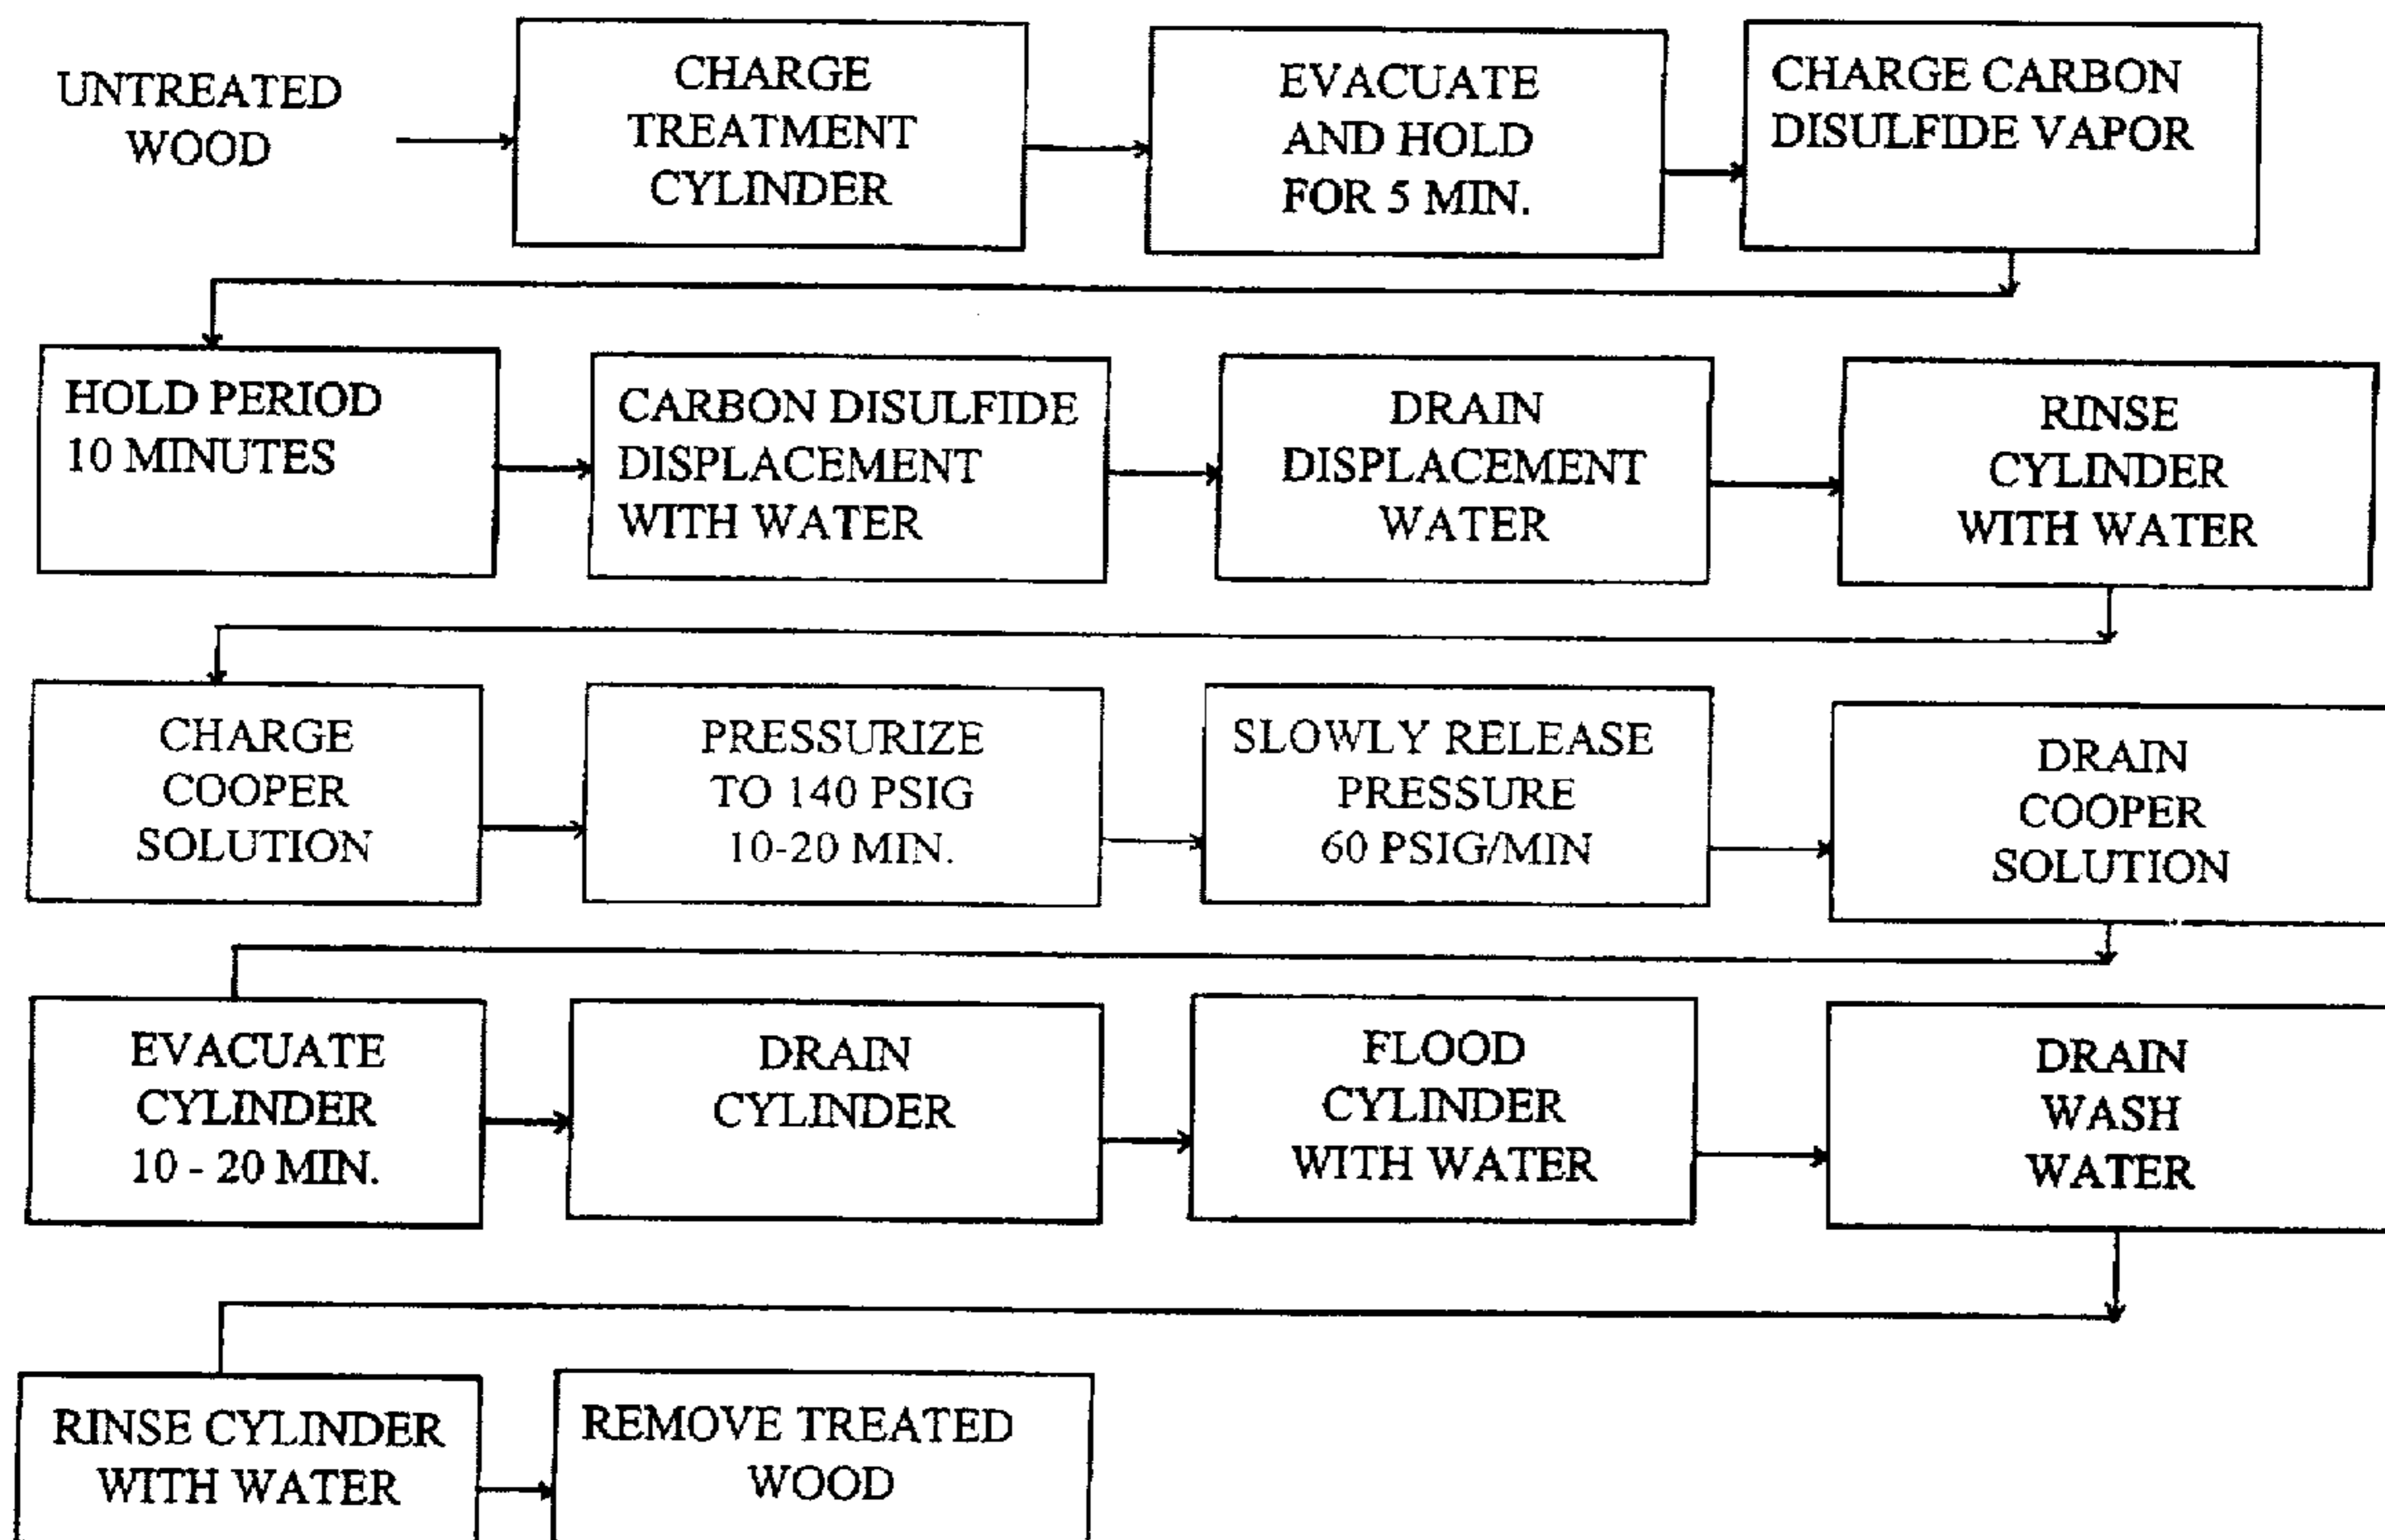 UNTREATED
WOOD
CHARGE
TREATMENT
CYLINDER
EVACUATE
AND HOLD
FOR 5 MIN.
CHARGE CARBON
DISULFIDE VAPOR
HOLD PERIOD
10 MINUTES
CARBON DISULFIDE
DISPLACEMENT
WITH WATER
DRAIN
DISPLACEMENT
WATER
RINSE
CYLINDER
WITH WATER
CHARGE
COOPER
SOLUTION
PRESSURIZE
TO 140 PSIG
10-20 MIN.
SLOWLY RELEASE
PRESSURE
60 PSIG/MIN
DRAIN
COOPER
SOLUTION
EVACUATE
CYLINDER
10 - 20 MIN.
DRAIN
CYLINDER
FLOOD
CYLINDER
WITH WATER
DRAIN
WASH
WATER
RINSE CYLINDER
WITH WATER
REMOVE TREATED
WOOD